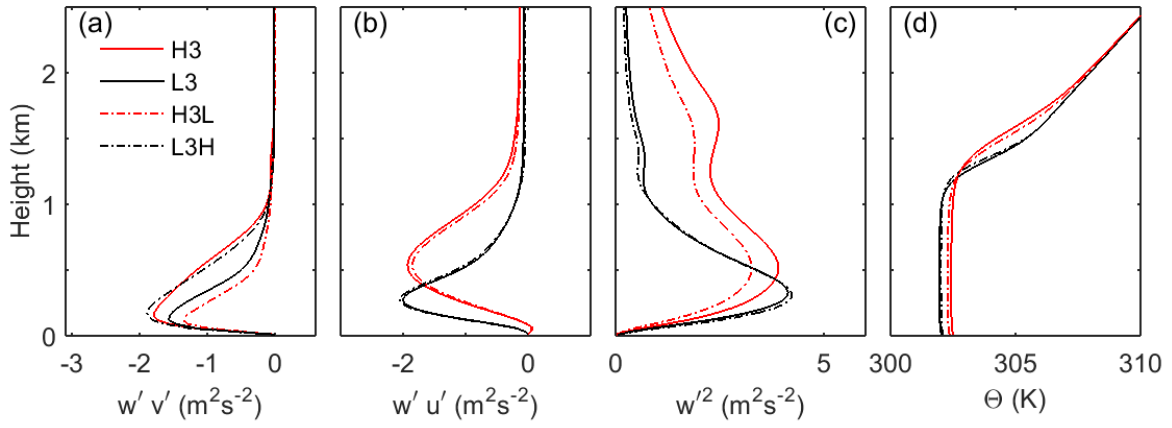 (a) (b) (c) (d)
H3
L3
H3L
L3H
Height (km)
2
1
0
-3 -2 -1 0
-2 0
0 5
300 305 310
w′ v′ (m²s⁻²)
w′ u′ (m²s⁻²)
w′² (m²s⁻²)
Θ (K)